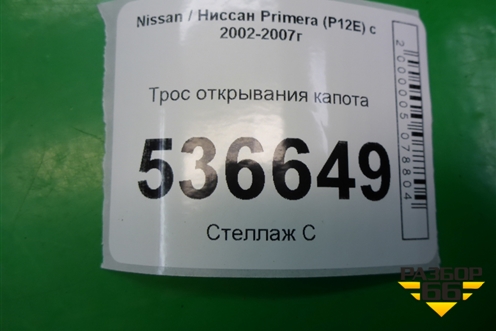 Nissan / Ниссан Primera (P12E) с
2002-2007г
Трос открывания капота
536649
Стеллаж С
2000005078804
РАЗБОР
66